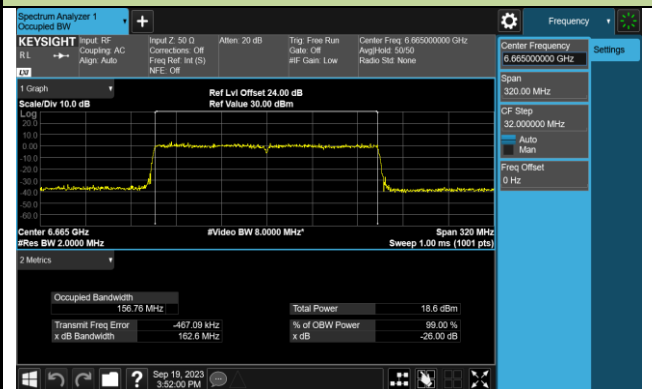 Spectrum Analyzer 1
Occupied BW
Frequency
KEYSIGHT
Input: RF
Coupling: AC
Align: Auto
Input Z: 50 Ω
Corrections: Off
Freq Ref: Int (S)
NFE: Off
Atten: 20 dB
Trig: Free Run
Gate: Off
#IF Gain: Low
Center Freq: 6.665000000 GHz
Avg|Hold: 50/50
Radio Std: None
RL
LXI
Center Frequency
6.665000000 GHz
Settings
Span
320.00 MHz
CF Step
32.000000 MHz
Auto
Man
Freq Offset
0 Hz
1 Graph
Scale/Div 10.0 dB
Ref Lvl Offset 24.00 dB
Ref Value 30.00 dBm
Log
20.0
10.0
0.00
-10.0
-20.0
-30.0
-40.0
-50.0
-60.0
Center 6.665 GHz
#Res BW 2.0000 MHz
#Video BW 8.0000 MHz*
Span 320 MHz
Sweep 1.00 ms (1001 pts)
2 Metrics
Occupied Bandwidth
156.76 MHz
Total Power 18.6 dBm
Transmit Freq Error -467.09 kHz
% of OBW Power 99.00 %
x dB Bandwidth 162.6 MHz
x dB -26.00 dB
Sep 19, 2023
3:52:00 PM